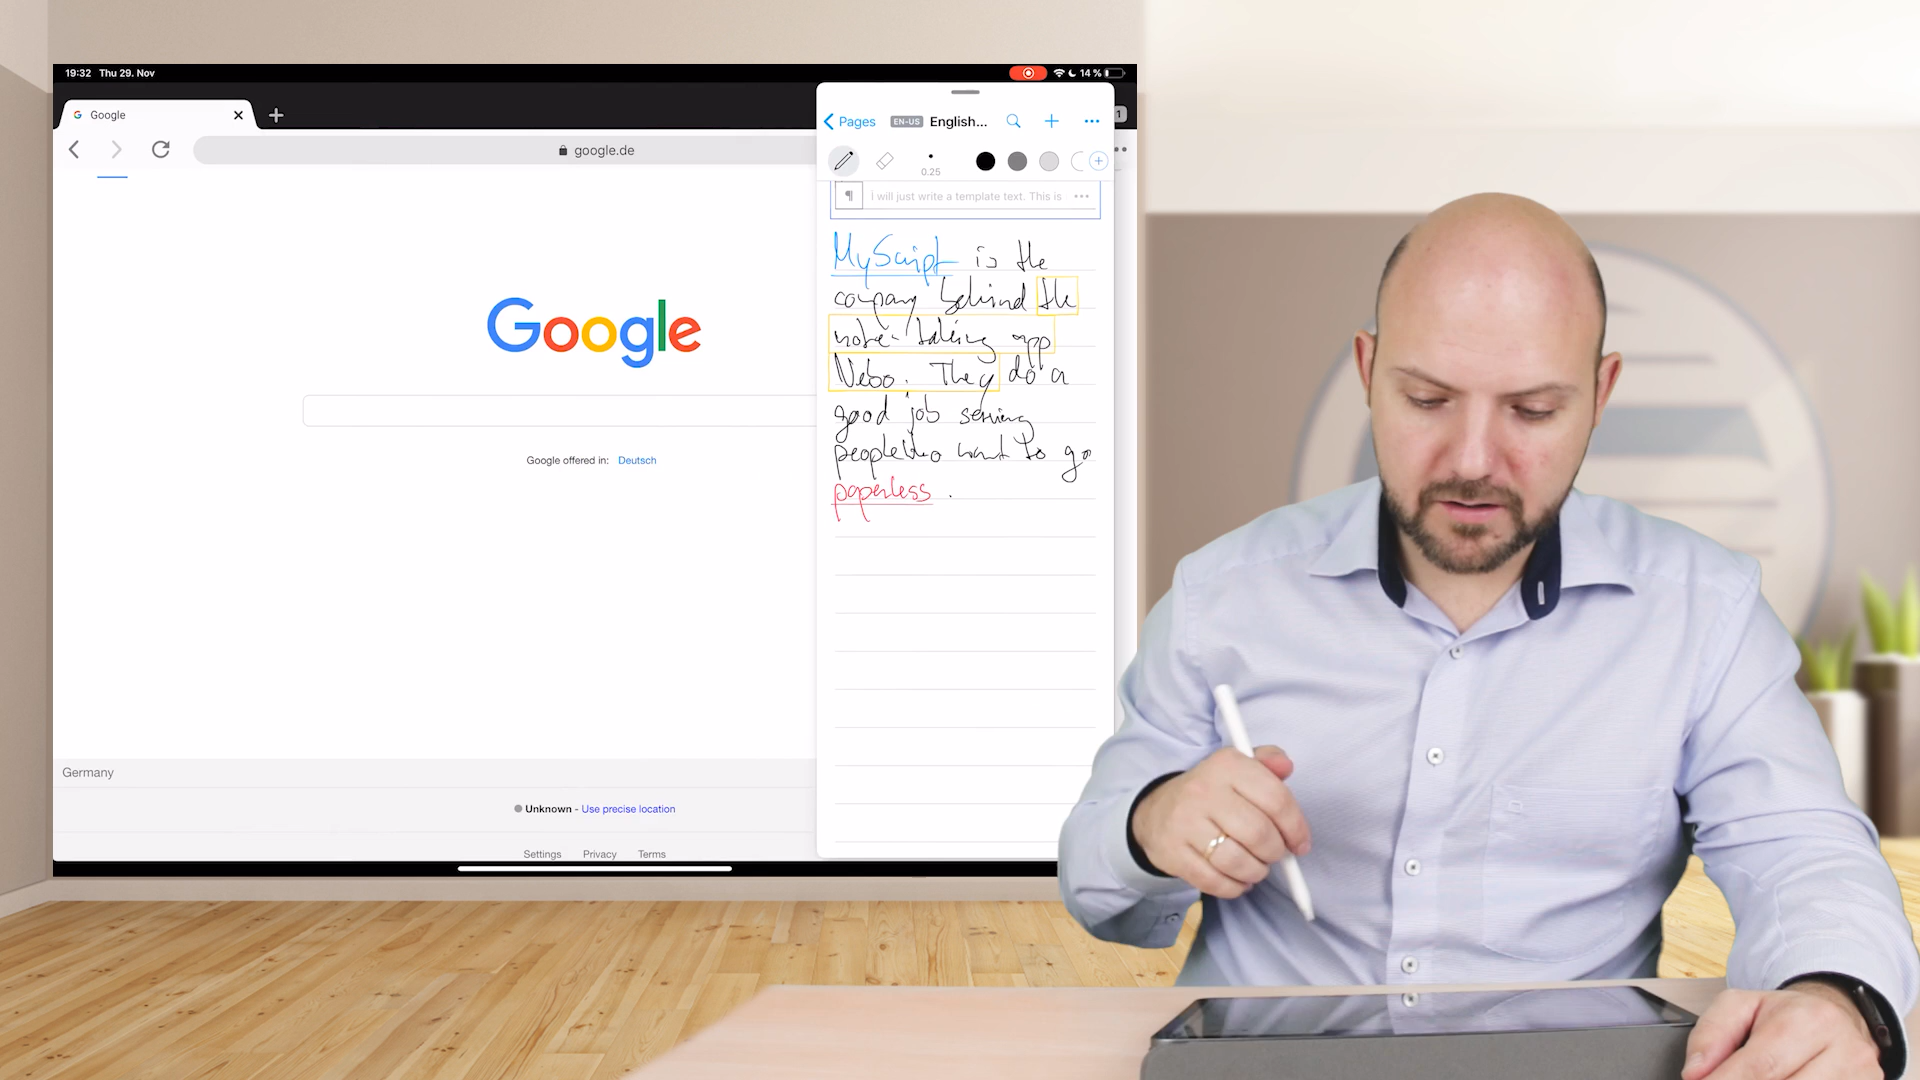 19:32 Thu 29. Nov
14 %
Google
1
google.de
Google
Google offered in: Deutsch
Germany
Unknown - Use precise location
Settings Privacy Terms
Pages EN-US English...
0.25
i will just write a template text. This is
MyScript is the
company behind the
note-taking app
Nebo. They do a
good job serving
people who want to go
paperless.